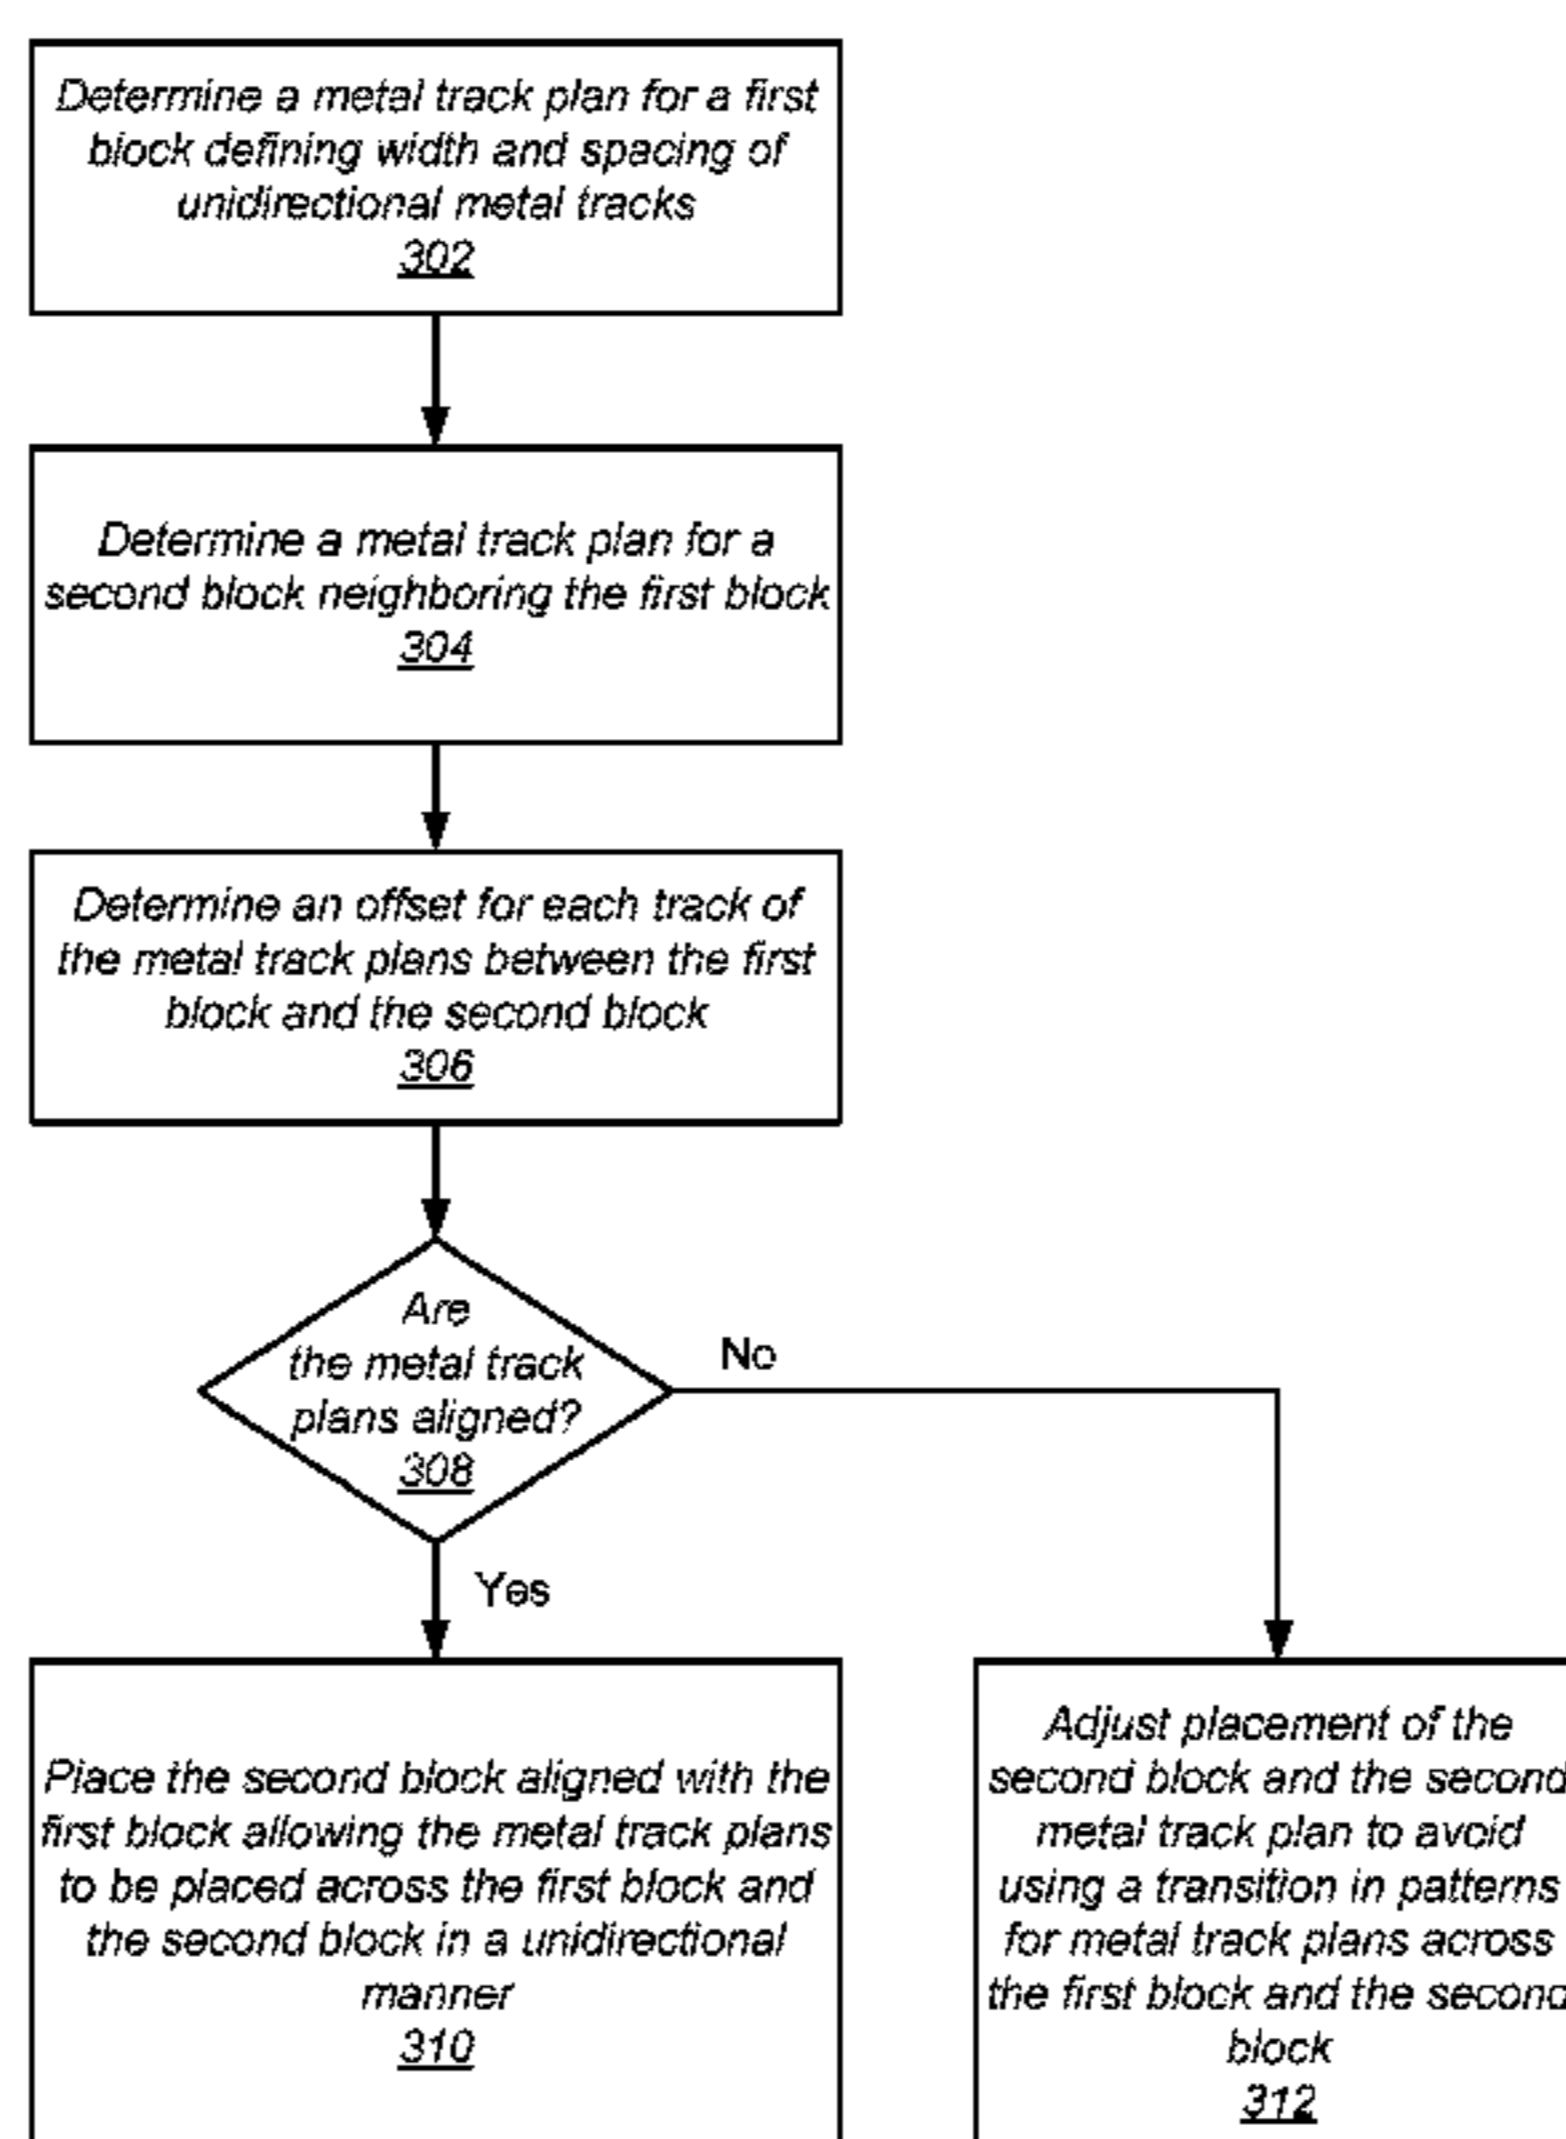 Determine a metal track plan for a first
block defining width and spacing of
unidirectional metal tracks
302
Determine a metal track plan for a
second block neighboring the first block
304
Determine an offset for each track of
the metal track plans between the first
block and the second block
306
Are
the metal track
plans aligned?
308
No
Yes
Place the second block aligned with the
first block allowing the metal track plans
to be placed across the first block and
the second block in a unidirectional
manner
310
Adjust placement of the
second block and the second
metal track plan to avoid
using a transition in patterns
for metal track plans across
the first block and the second
block
312